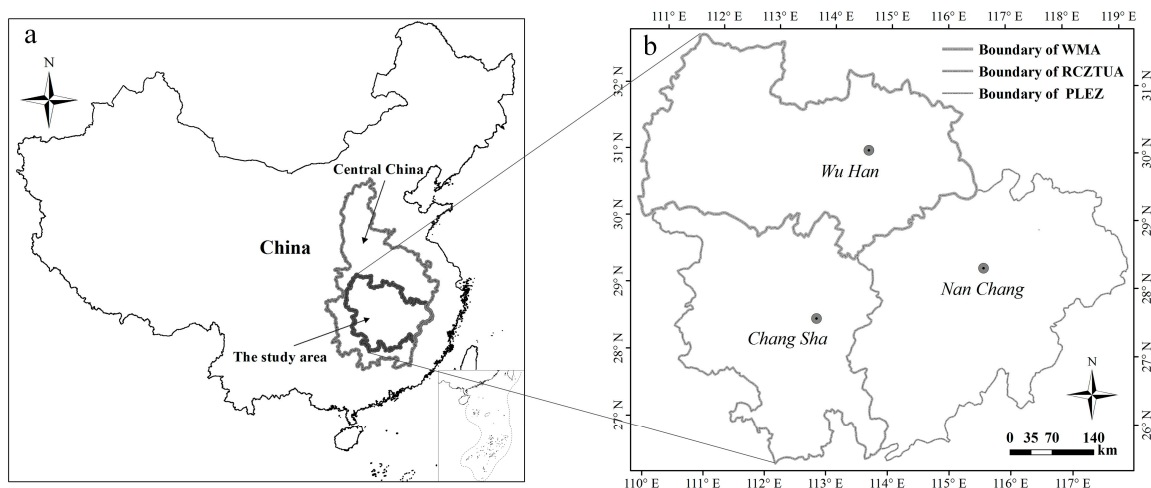 a
N
Central China
China
The study area
b
111° E 112° E 113° E 114° E 115° E 116° E 117° E 118° E 119° E
Boundary of WMA
Boundary of RCZTUA
Boundary of PLEZ
32° N
31° N
30° N
29° N
28° N
27° N
31° N
30° N
29° N
28° N
27° N
26° N
Wu Han
Nan Chang
Chang Sha
N
0 35 70 140
km
110° E 111° E 112° E 113° E 114° E 115° E 116° E 117° E